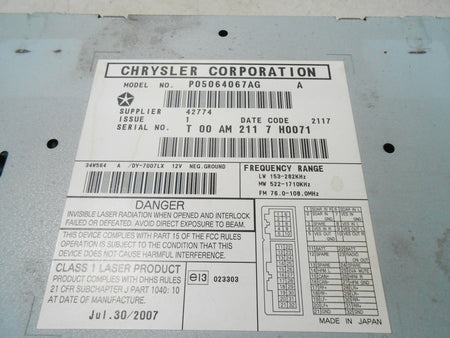 CHRYSLER CORPORATION
MODEL NO. P05064067AG A
SUPPLIER 42774
ISSUE 1 DATE CODE 2117
SERIAL NO. T 00 AM 211 7 H0071
34W564 A /DY-7007LX 12V NEG.GROUND
FREQUENCY RANGE
LW 153-282KHz
MW 522-1710KHz
FM 76.0-108.0MHz
DANGER
INVISIBLE LASER RADIATION WHEN OPENED AND INTERLOCK
FAILED OR DEFEATED. AVOID DIRECT EXPOSURE TO BEAM.
THIS DEVICE COMPLIES WITH PART 15 OF THE FCC RULES
OPERATION IS SUBJECT TO THE CONDITION THAT THIS
DEVICE DOES NOT CAUSE HARMFUL INTERFERENCE.
CLASS 1 LASER PRODUCT
PRODUCT COMPLIES WITH DHHS RULES
21 CFR SUBCHAPTER J PART 1040: 10
AT DATE OF MANUFACTURE.
e13 023303
Jul.30/2007
MADE IN JAPAN